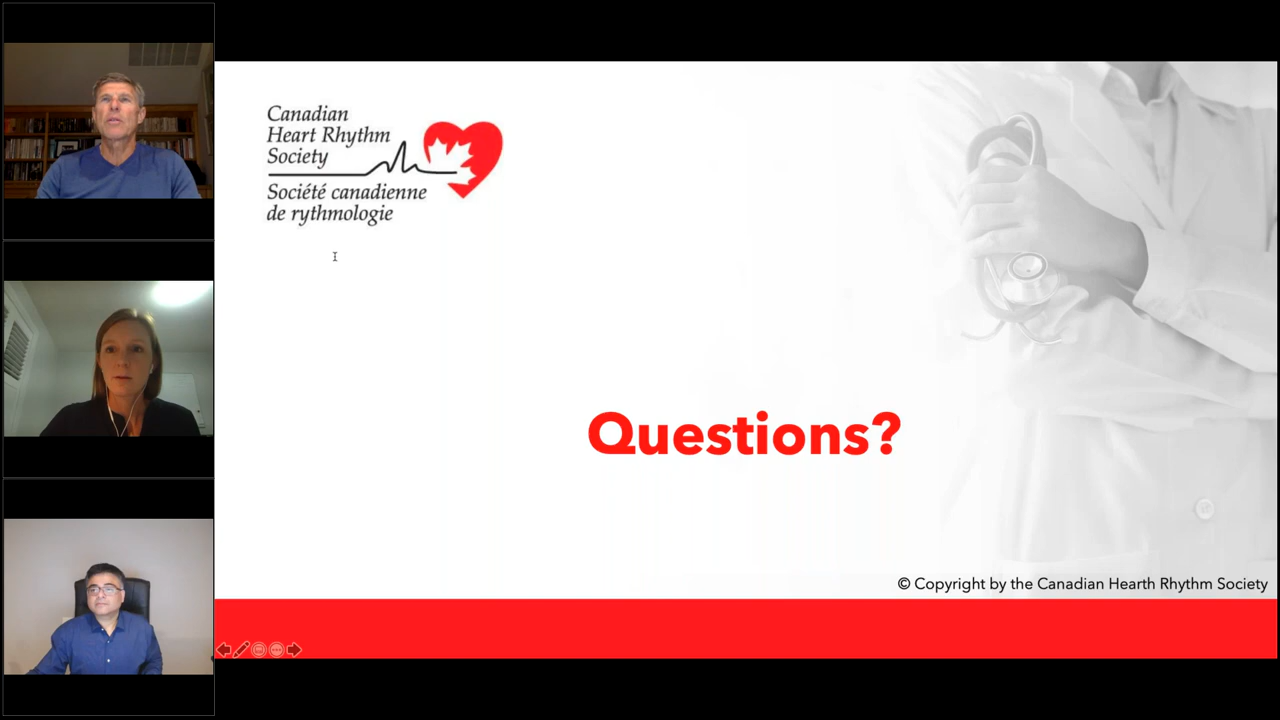 Canadian
Heart Rhythm
Society
Société canadienne
de rythmologie
Questions?
© Copyright by the Canadian Hearth Rhythm Society